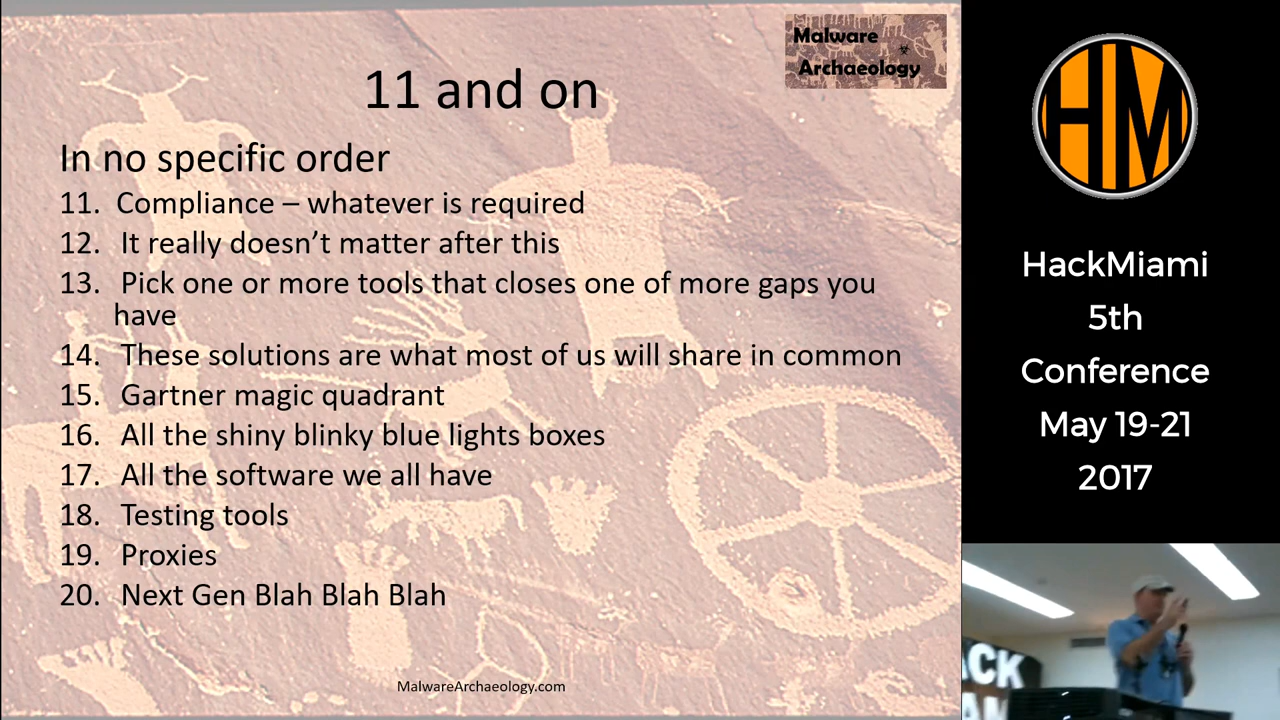 Malware
Archaeology
11 and on
In no specific order
11. Compliance – whatever is required
12. It really doesn’t matter after this
13. Pick one or more tools that closes one of more gaps you
have
14. These solutions are what most of us will share in common
15. Gartner magic quadrant
16. All the shiny blinky blue lights boxes
17. All the software we all have
18. Testing tools
19. Proxies
20. Next Gen Blah Blah Blah
MalwareArchaeology.com
HM
HackMiami
5th
Conference
May 19-21
2017
ACK
AM